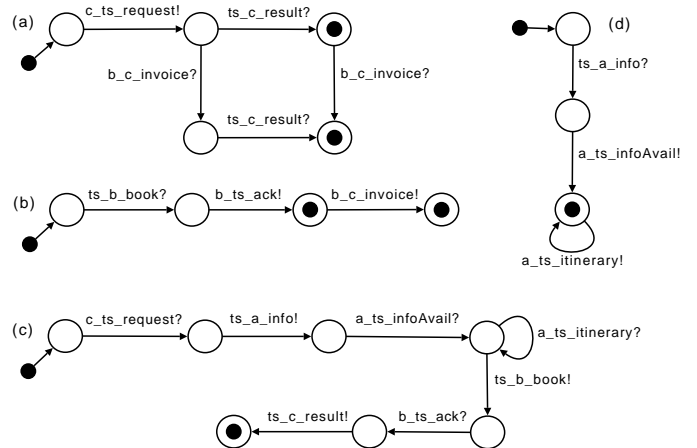 (a)
c_ts_request!
ts_c_result?
b_c_invoice?
b_c_invoice?
ts_c_result?
(d)
ts_a_info?
a_ts_infoAvail!
a_ts_itinerary!
(b)
ts_b_book?
b_ts_ack!
b_c_invoice!
(c)
c_ts_request?
ts_a_info!
a_ts_infoAvail?
a_ts_itinerary?
ts_b_book!
ts_c_result!
b_ts_ack?